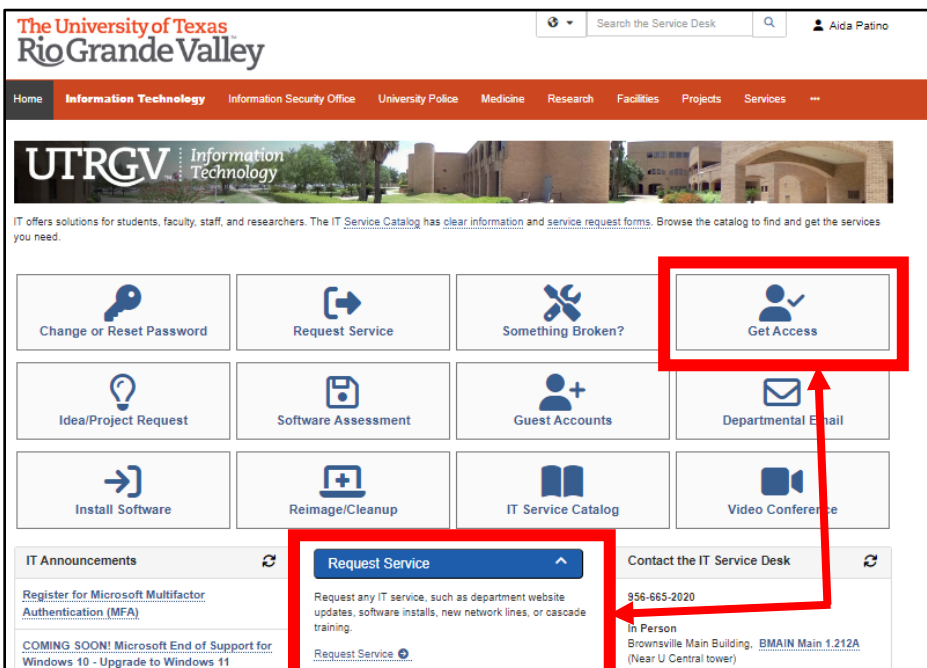 The University of Texas
Rio Grande Valley
Search the Service Desk
Aida Patino
Home Information Technology Information Security Office University Police Medicine Research Facilities Projects Services ...
UTRGV Information
Technology
IT offers solutions for students, faculty, staff, and researchers. The IT Service Catalog has clear information and service request forms. Browse the catalog to find and get the services
you need.
Change or Reset Password
Request Service
Something Broken?
Get Access
Idea/Project Request
Software Assessment
Guest Accounts
Departmental Email
Install Software
Reimage/Cleanup
IT Service Catalog
Video Conference
IT Announcements
Register for Microsoft Multifactor
Authentication (MFA)
COMING SOON! Microsoft End of Support for
Windows 10 - Upgrade to Windows 11
Request Service
Request any IT service, such as department website
updates, software installs, new network lines, or cascade
training.
Request Service
Contact the IT Service Desk
956-665-2020
In Person
Brownsville Main Building, BMAIN Main 1.212A
(Near U Central tower)